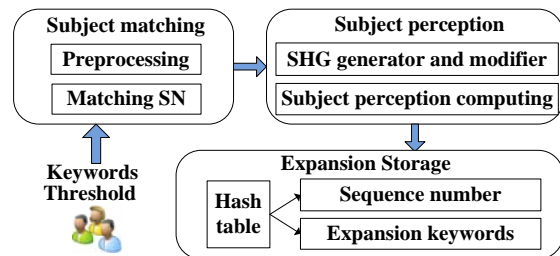 Subject matching
Preprocessing
Matching SN
Keywords
Threshold
Subject perception
SHG generator and modifier
Subject perception computing
Expansion Storage
Hash
table
Sequence number
Expansion keywords